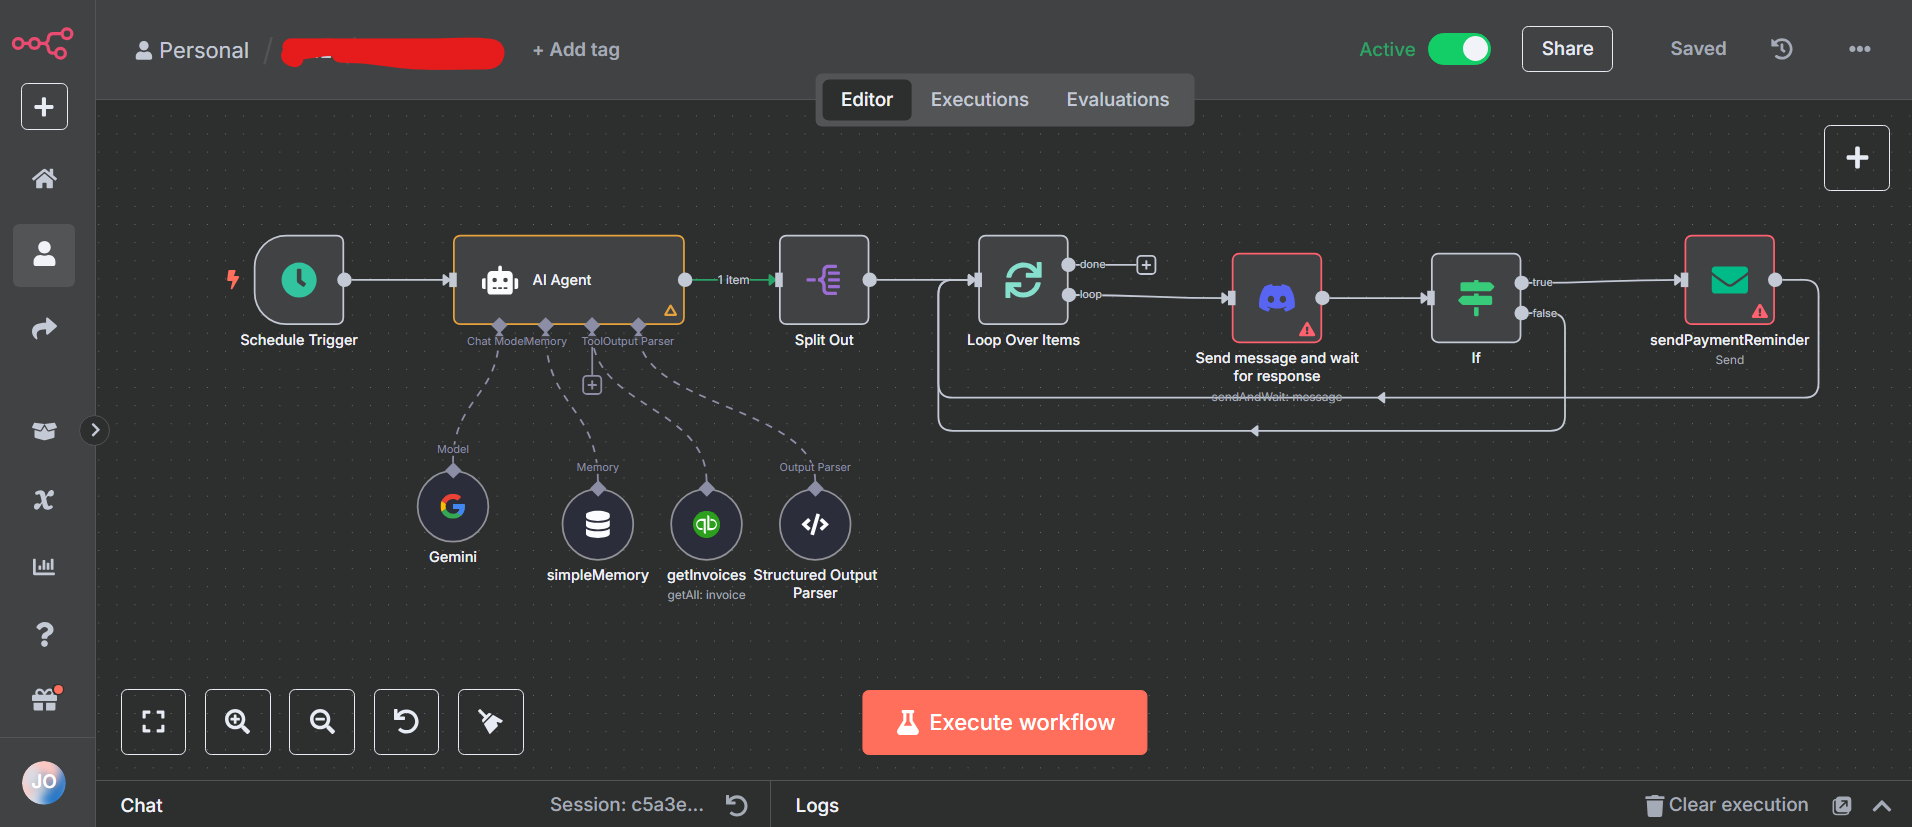 Personal / + Add tag
Active Share Saved
Editor Executions Evaluations
Schedule Trigger
AI Agent
1 item
Chat Model
Memory
Tool
Output Parser
Split Out
Loop Over Items
done
loop
Send message and wait
for response
sendAndWait: message
If
true
false
sendPaymentReminder
Send
Model
Gemini
Memory
simpleMemory
qb
getInvoices
getAll: invoice
Output Parser
Structured Output
Parser
Execute workflow
JO
Chat
Session: c5a3e...
Logs
Clear execution